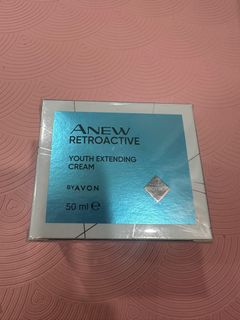 ANEW
RETROACTIVE
YOUTH EXTENDING
CREAM
BY AVON
50 ml ℮